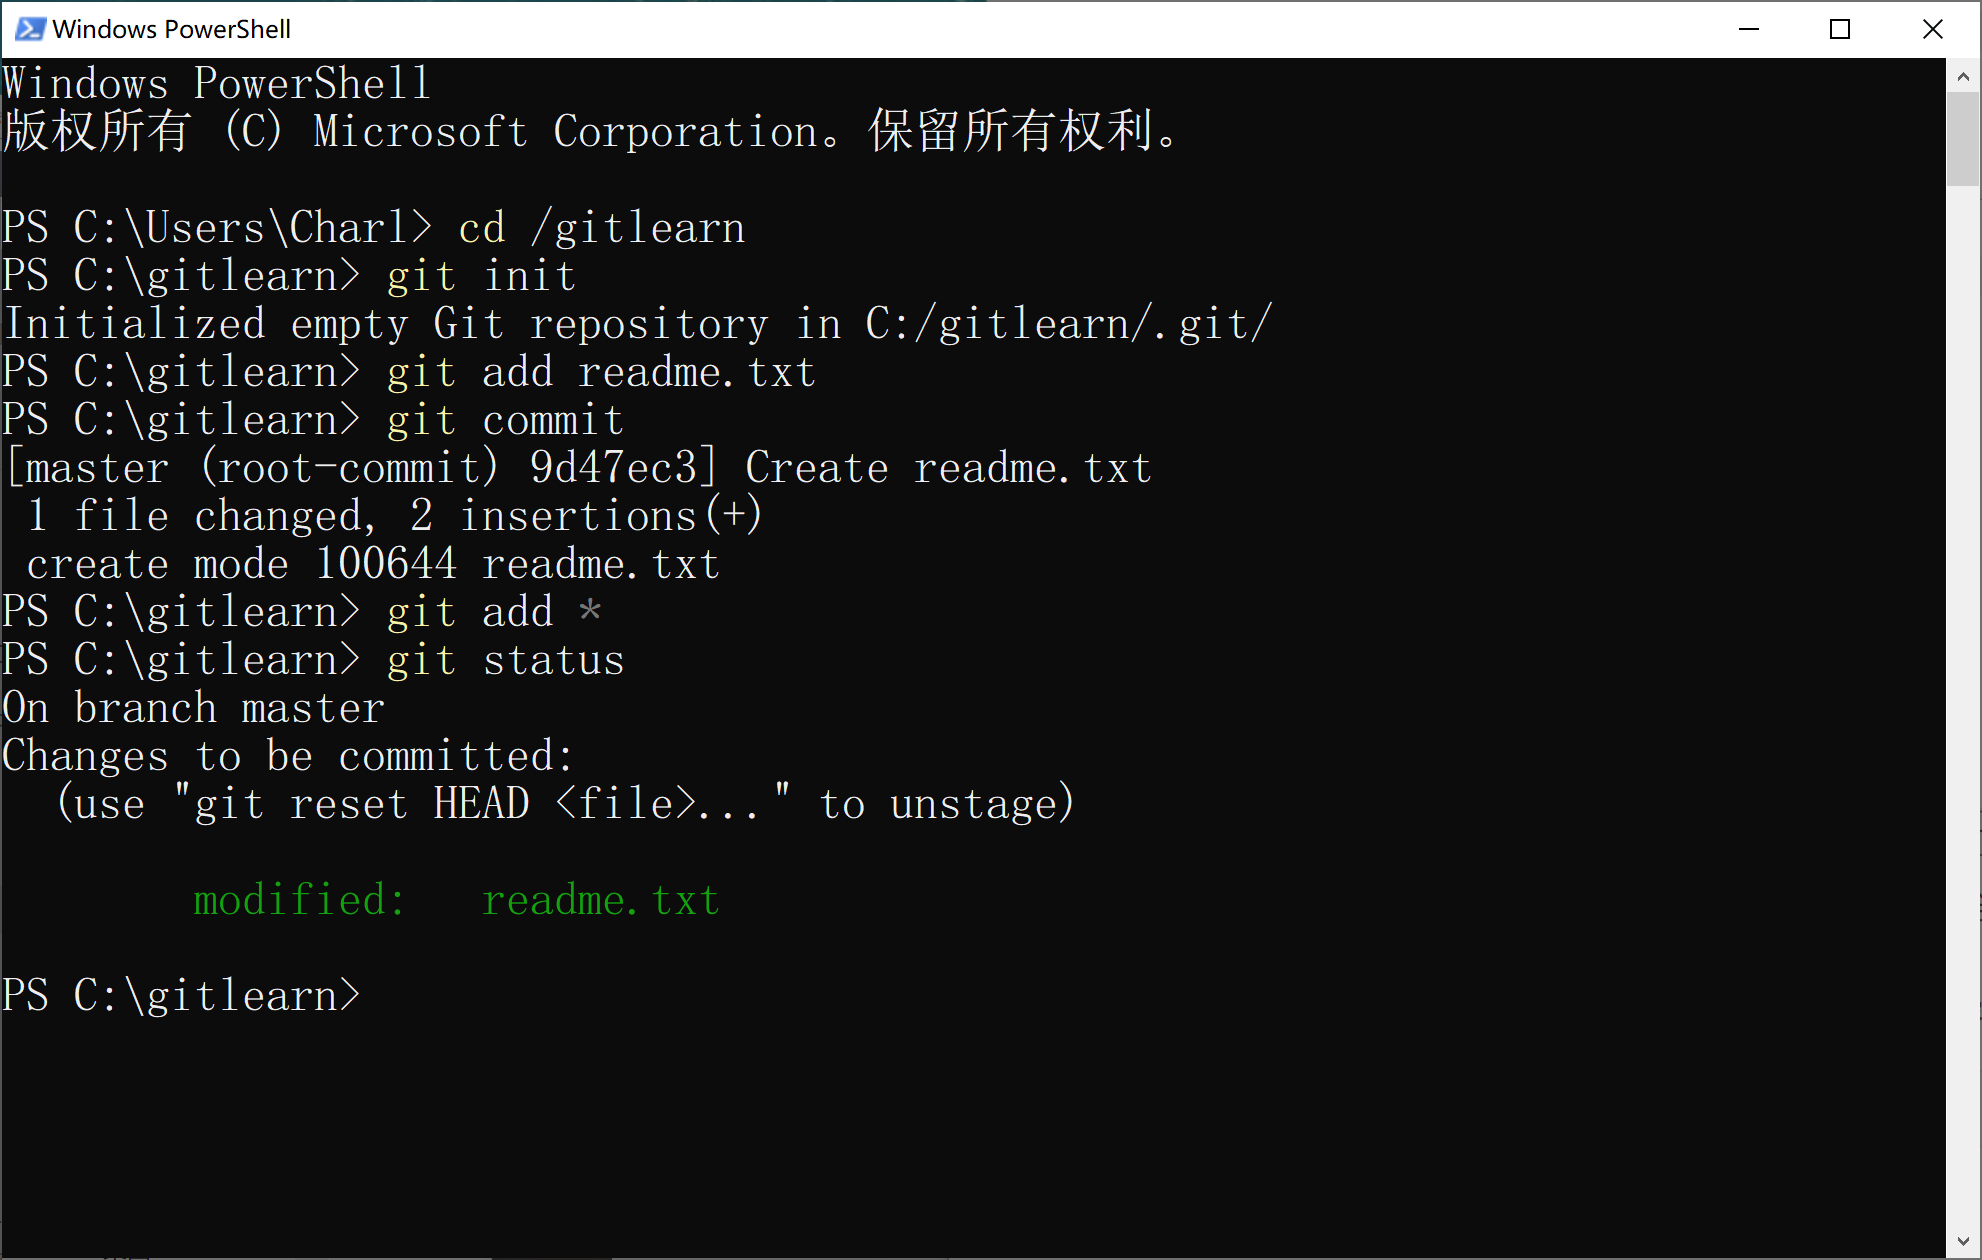 Windows PowerShell
Windows PowerShell
版权所有 (C) Microsoft Corporation。保留所有权利。
PS C:\Users\Charl> cd /gitlearn
PS C:\gitlearn> git init
Initialized empty Git repository in C:/gitlearn/.git/
PS C:\gitlearn> git add readme.txt
PS C:\gitlearn> git commit
[master (root-commit) 9d47ec3] Create readme.txt
 1 file changed, 2 insertions(+)
 create mode 100644 readme.txt
PS C:\gitlearn> git add *
PS C:\gitlearn> git status
On branch master
Changes to be committed:
  (use "git reset HEAD <file>..." to unstage)
        modified:   readme.txt
PS C:\gitlearn>